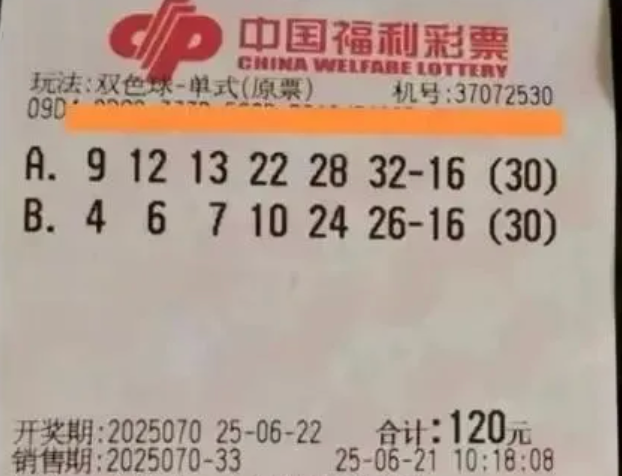 中国福利彩票
CHINA WELFARE LOTTERY
玩法:双色球-单式(原票) 机号:37072530
A. 9 12 13 22 28 32-16 (30)
B. 4 6 7 10 24 26-16 (30)
开奖期:2025070 25-06-22 合计:120元
销售期:2025070-33 25-06-21 10:18:08